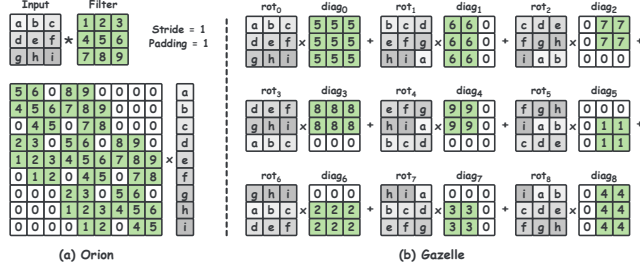 Input Filter
a b c 1 2 3
d e f * 4 5 6
g h i 7 8 9
Stride = 1
Padding = 1
5 6 0 8 9 0 0 0 0 a
4 5 6 7 8 9 0 0 0 b
0 4 5 0 7 8 0 0 0 c
2 3 0 5 6 0 8 9 0 d
1 2 3 4 5 6 7 8 9 × e
0 1 2 0 4 5 0 7 8 f
0 0 0 2 3 0 5 6 0 g
0 0 0 1 2 3 4 5 6 h
0 0 0 0 1 2 0 4 5 i
(a) Orion
rot0 diag0 rot1 diag1 rot2 diag2
a b c 5 5 5 b c d 6 6 0 c d e 0 7 7
d e f × 5 5 5 + e f g × 6 6 0 + f g h × 0 7 7 +
g h i 5 5 5 h i a 6 6 0 i a b 0 0 0
rot3 diag3 rot4 diag4 rot5 diag5
d e f 8 8 8 e f g 9 9 0 f g h 0 0 0
g h i × 8 8 8 + h i a × 9 9 0 + i a b × 0 1 1 +
a b c 0 0 0 b c d 0 0 0 c d e 0 1 1
rot6 diag6 rot7 diag7 rot8 diag8
g h i 0 0 0 h i a 0 0 0 i a b 0 4 4
a b c × 2 2 2 + b c d × 3 3 0 + c d e × 0 4 4
d e f 2 2 2 e f g 3 3 0 f g h 0 4 4
(b) Gazelle